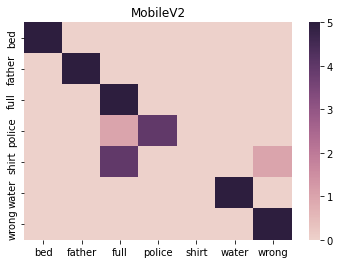 MobileV2
bed
father
full
police
shirt
water
wrong
5
4
3
2
1
0
bed father full police shirt water wrong